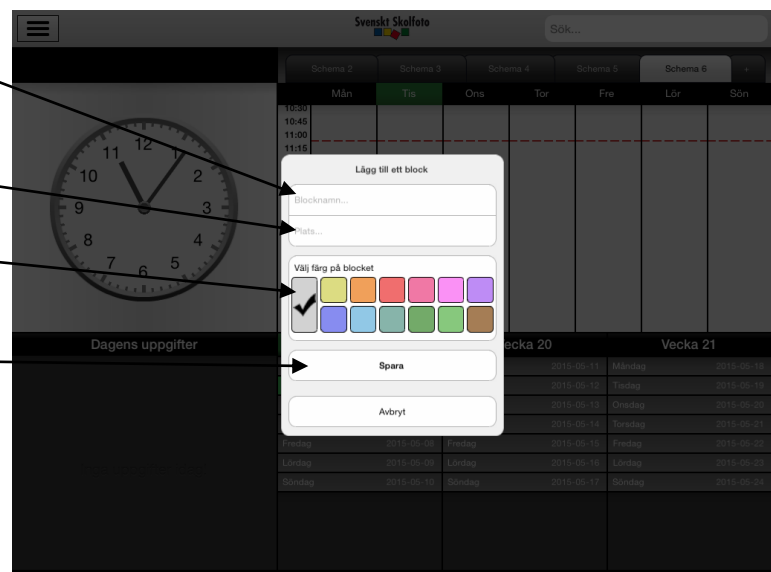 Svenskt Skolfoto
Sök...
Schema 2 Schema 3 Schema 4 Schema 5 Schema 6 +
Mån Tis Ons Tor Fre Lör Sön
10:30
10:45
11:00
11:15
12
1
2
3
4
5
6
7
8
9
10
11
Lägg till ett block
Blocknamn...
Plats...
Välj färg på blocket
Spara
Avbryt
Dagens uppgifter
ecka 20 Vecka 21
2015-05-11 Måndag 2015-05-18
2015-05-12 Tisdag 2015-05-19
2015-05-13 Onsdag 2015-05-20
2015-05-14 Torsdag 2015-05-21
Fredag 2015-05-08 Fredag 2015-05-15 Fredag 2015-05-22
Lördag 2015-05-09 Lördag 2015-05-16 Lördag 2015-05-23
Söndag 2015-05-10 Söndag 2015-05-17 Söndag 2015-05-24